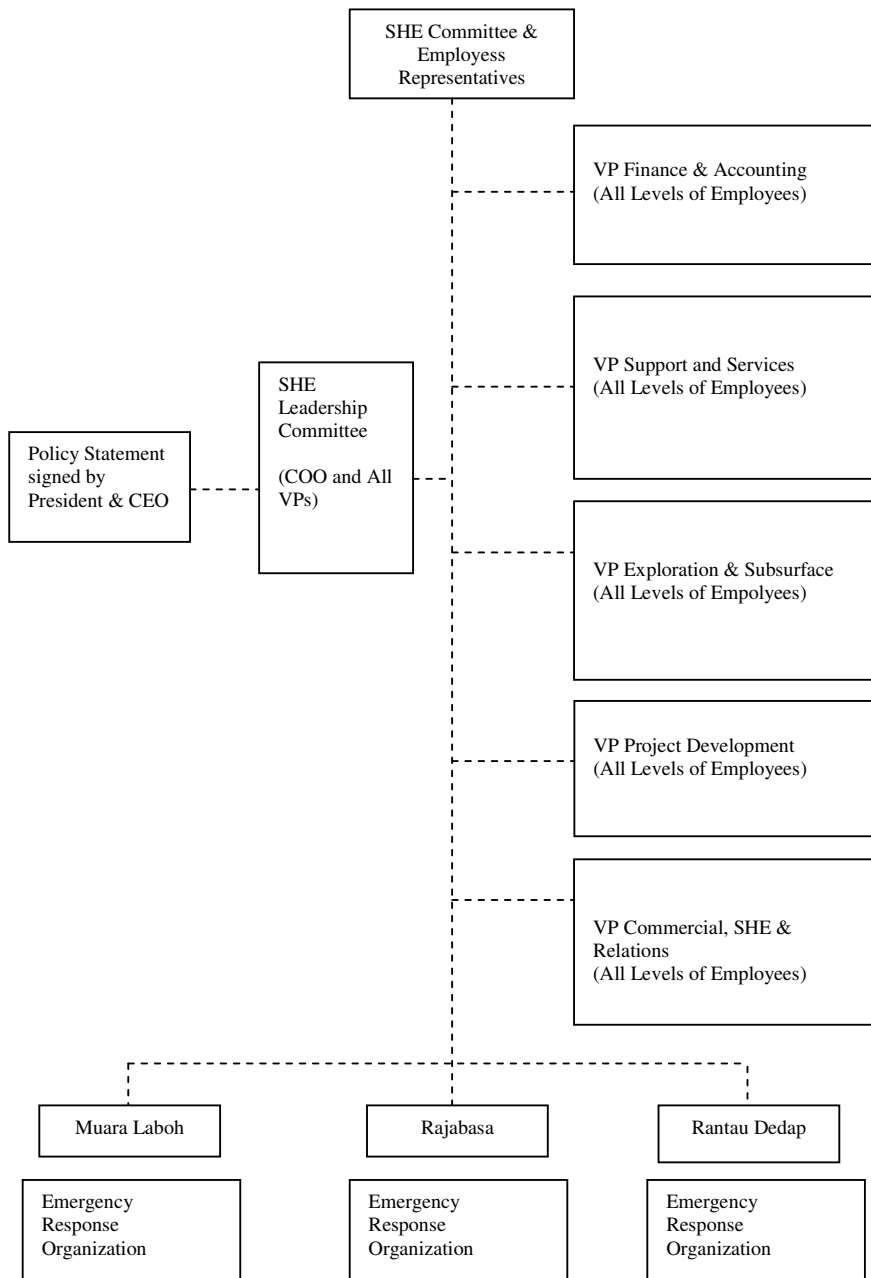 SHE Committee &
Employess
Representatives
VP Finance & Accounting
(All Levels of Employees)
VP Support and Services
(All Levels of Employees)
SHE
Leadership
Committee
(COO and All
VPs)
Policy Statement
signed by
President & CEO
VP Exploration & Subsurface
(All Levels of Empolyees)
VP Project Development
(All Levels of Employees)
VP Commercial, SHE &
Relations
(All Levels of Employees)
Muara Laboh
Rajabasa
Rantau Dedap
Emergency
Response
Organization
Emergency
Response
Organization
Emergency
Response
Organization